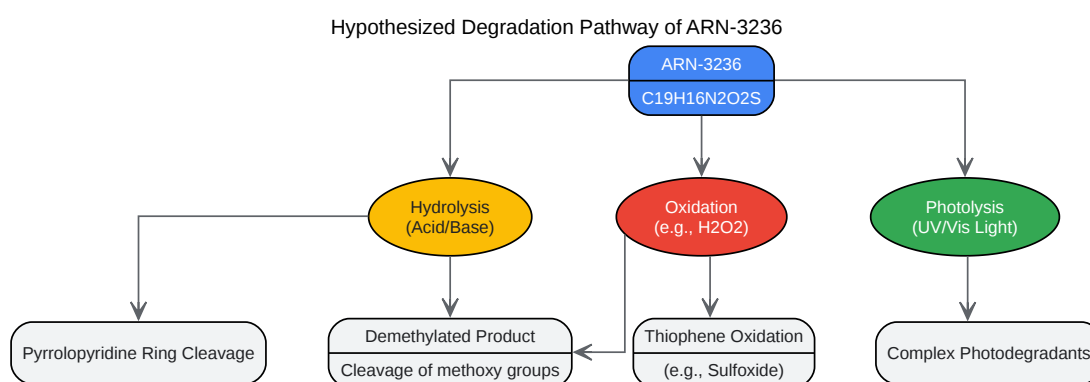 Hypothesized Degradation Pathway of ARN-3236
ARN-3236
C19H16N2O2S
Hydrolysis
(Acid/Base)
Oxidation
(e.g., H2O2)
Photolysis
(UV/Vis Light)
Pyrrolopyridine Ring Cleavage
Demethylated Product
Cleavage of methoxy groups
Thiophene Oxidation
(e.g., Sulfoxide)
Complex Photodegradants